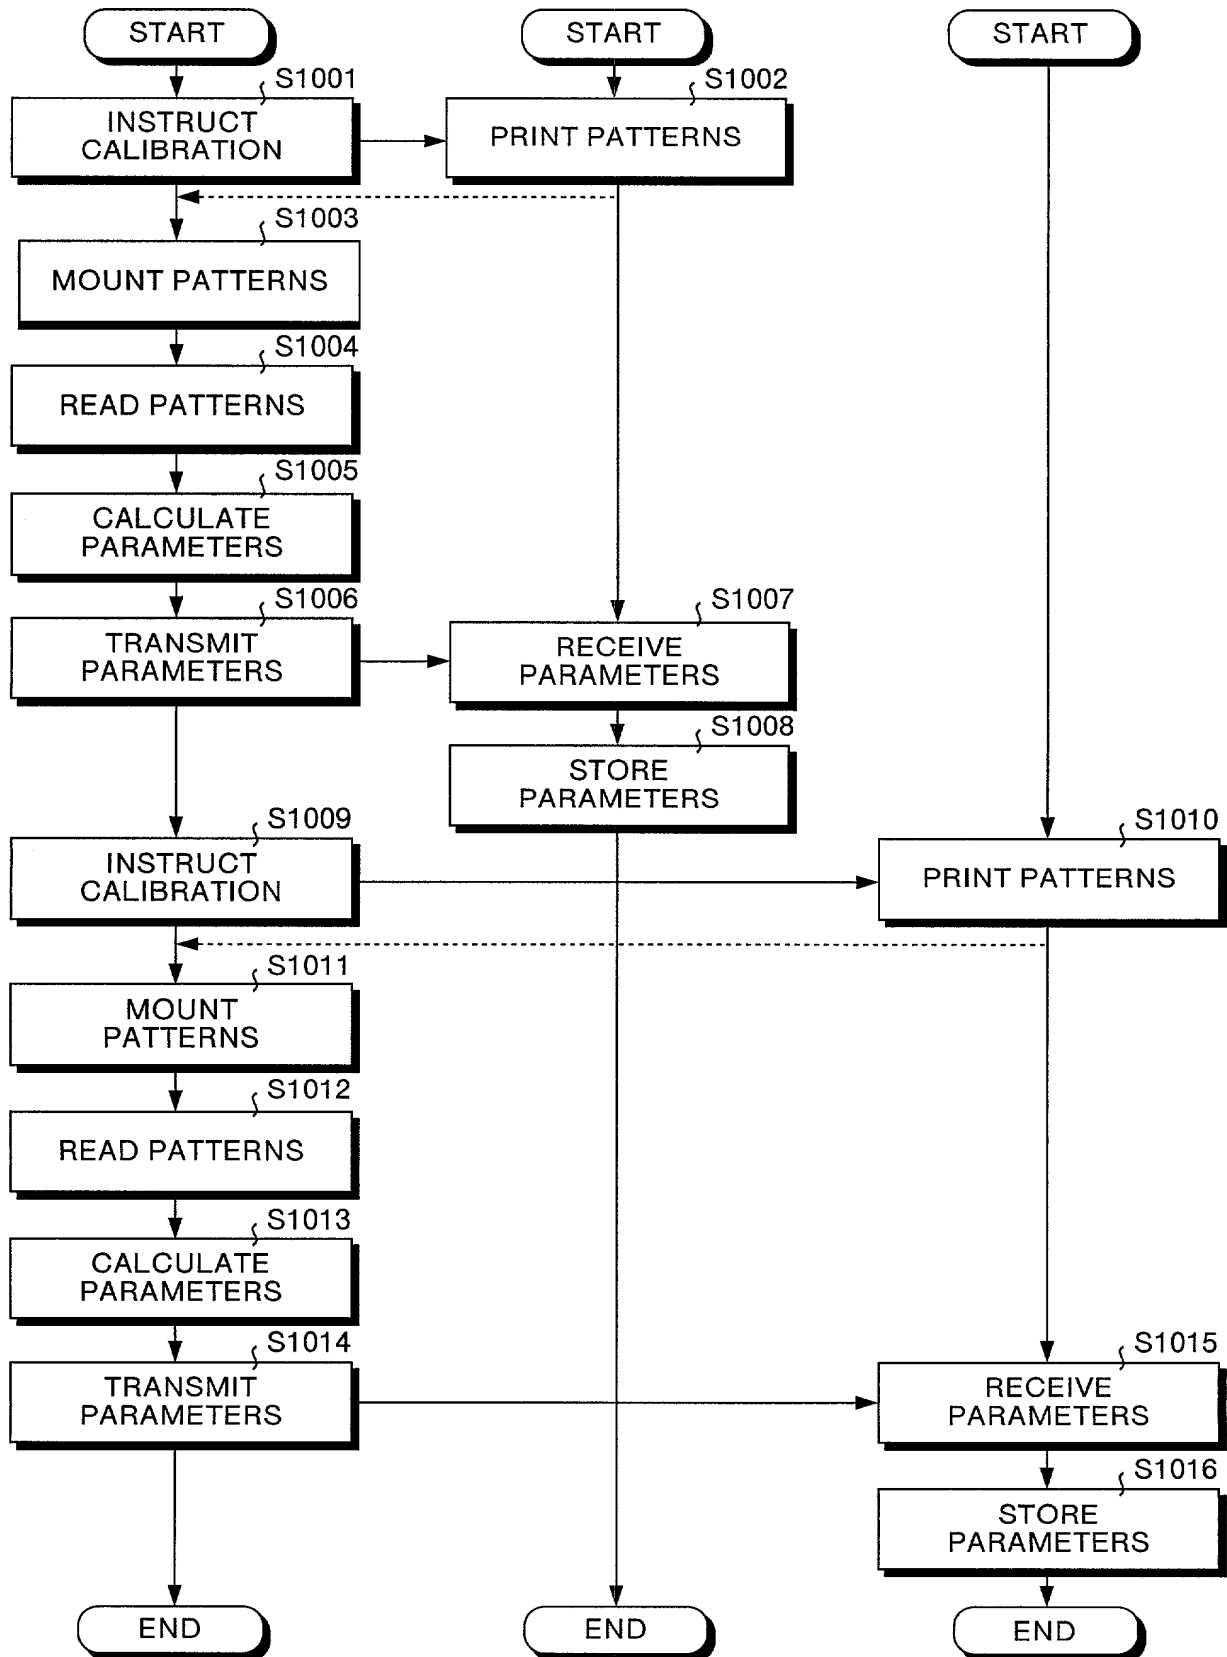 START
START
START
S1001
INSTRUCT
CALIBRATION
S1002
PRINT PATTERNS
S1003
MOUNT PATTERNS
S1004
READ PATTERNS
S1005
CALCULATE
PARAMETERS
S1006
TRANSMIT
PARAMETERS
S1007
RECEIVE
PARAMETERS
S1008
STORE
PARAMETERS
S1009
INSTRUCT
CALIBRATION
S1010
PRINT PATTERNS
S1011
MOUNT
PATTERNS
S1012
READ PATTERNS
S1013
CALCULATE
PARAMETERS
S1014
TRANSMIT
PARAMETERS
S1015
RECEIVE
PARAMETERS
S1016
STORE
PARAMETERS
END
END
END